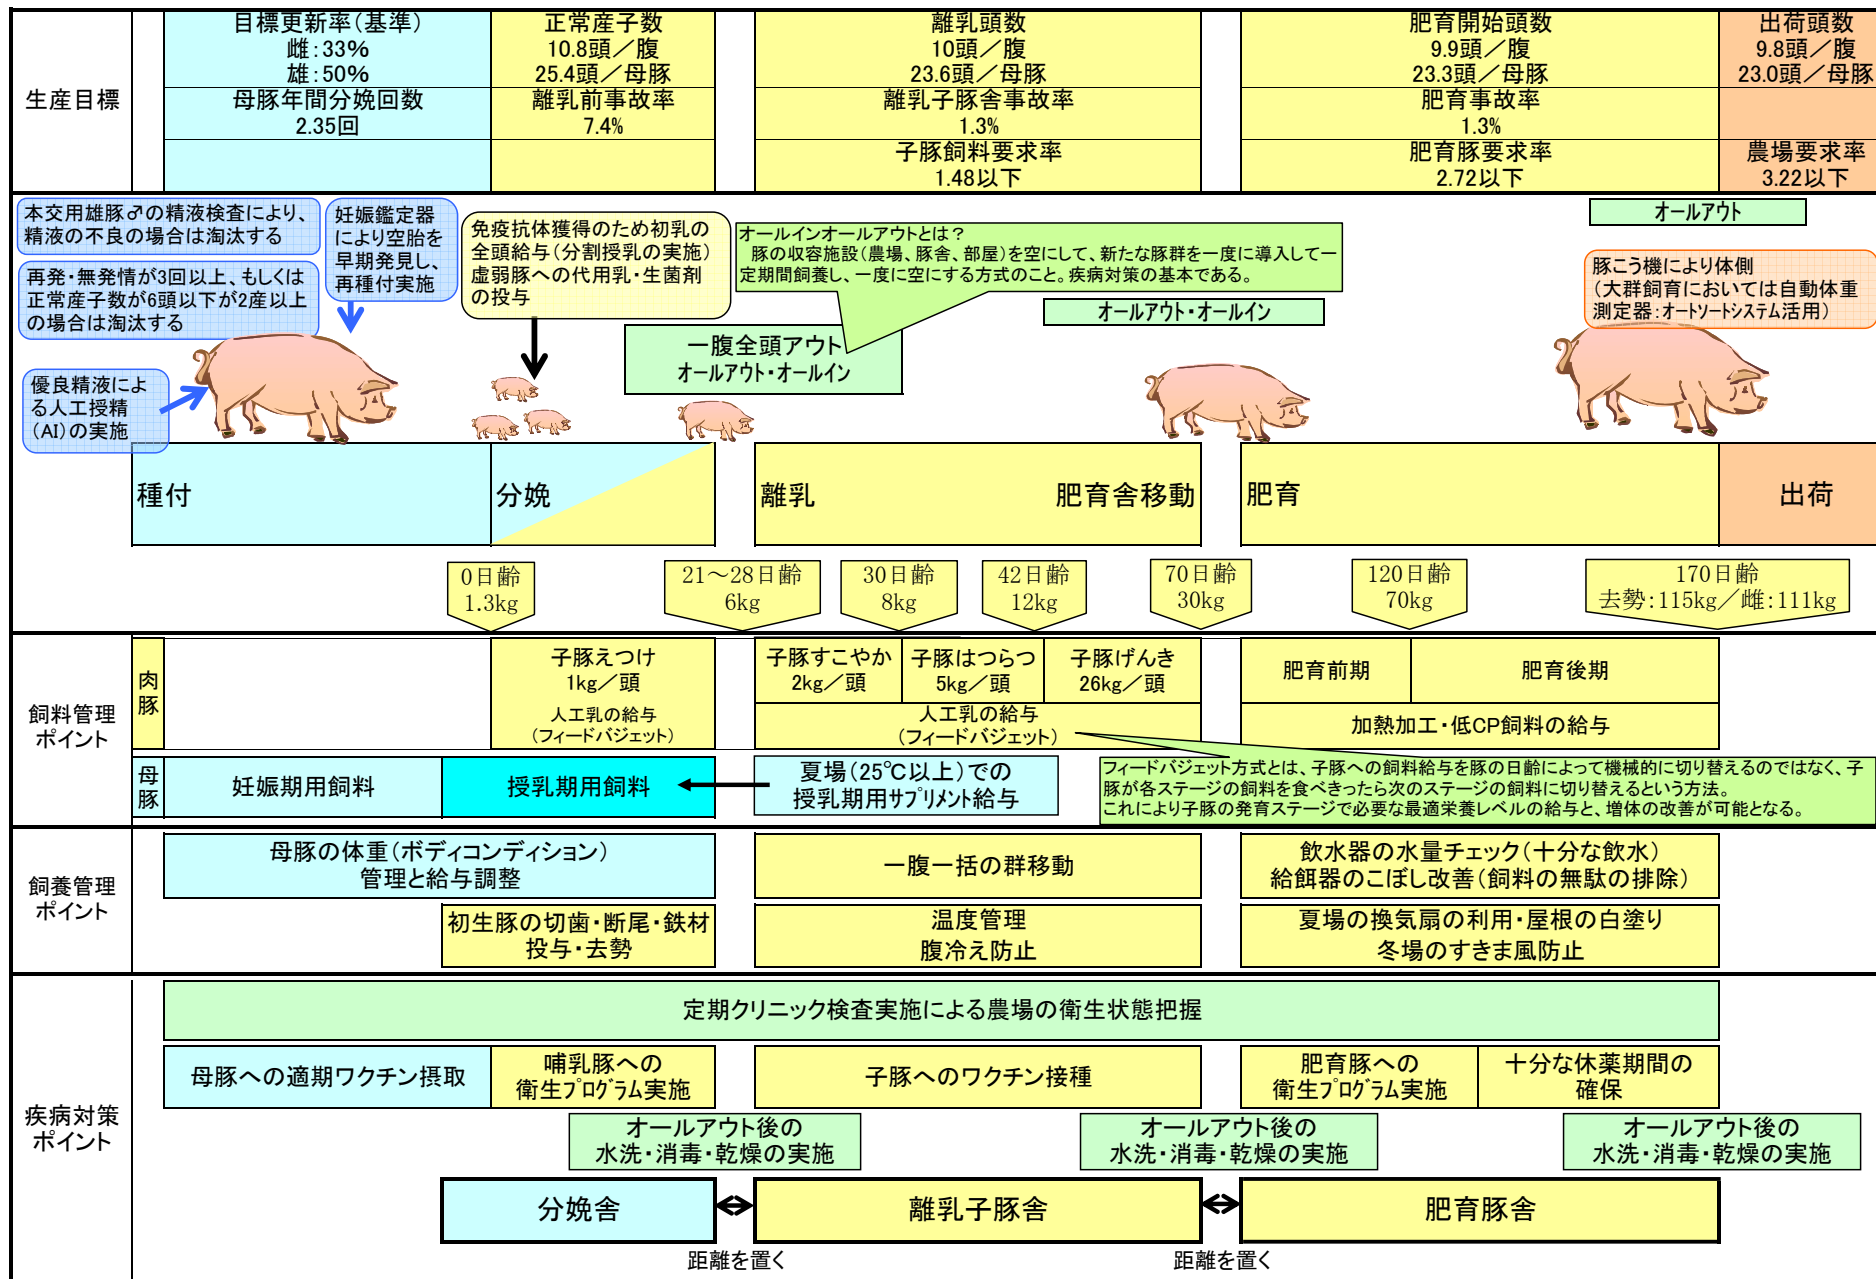 生産目標
目標更新率(基準)
雌:33%
雄:50%
母豚年間分娩回数
2.35回
正常産子数
10.8頭/腹
25.4頭/母豚
離乳前事故率
7.4%
離乳頭数
10頭/腹
23.6頭/母豚
離乳子豚舎事故率
1.3%
子豚飼料要求率
1.48以下
肥育開始頭数
9.9頭/腹
23.3頭/母豚
肥育事故率
1.3%
肥育豚要求率
2.72以下
出荷頭数
9.8頭/腹
23.0頭/母豚
農場要求率
3.22以下
本交用雄豚♂の精液検査により、
精液の不良の場合は淘汰する
再発・無発情が3回以上、もしくは
正常産子数が6頭以下が2産以上
の場合は淘汰する
優良精液によ
る人工授精
(AI)の実施
妊娠鑑定器
により空胎を
早期発見し、
再種付実施
免疫抗体獲得のため初乳の
全頭給与(分割授乳の実施)
虚弱豚への代用乳・生菌剤
の投与
オールインオールアウトとは?
豚の収容施設(農場、豚舎、部屋)を空にして、新たな豚群を一度に導入して一
定期間飼養し、一度に空にする方式のこと。疾病対策の基本である。
一腹全頭アウト
オールアウト・オールイン
オールアウト・オールイン
オールアウト
豚こう機により体側
(大群飼育においては自動体重
測定器:オートソートシステム活用)
種付
分娩
離乳
肥育舎移動
肥育
出荷
0日齢
1.3kg
21~28日齢
6kg
30日齢
8kg
42日齢
12kg
70日齢
30kg
120日齢
70kg
170日齢
去勢:115kg/雌:111kg
飼料管理
ポイント
肉
豚
子豚えつけ
1kg/頭
人工乳の給与
(フィードバジェット)
子豚すこやか
2kg/頭
子豚はつらつ
5kg/頭
子豚げんき
26kg/頭
人工乳の給与
(フィードバジェット)
肥育前期
肥育後期
加熱加工・低CP飼料の給与
母
豚
妊娠期用飼料
授乳期用飼料
夏場(25℃以上)での
授乳期用サプリメント給与
フィードバジェット方式とは、子豚への飼料給与を豚の日齢によって機械的に切り替えるのではなく、子
豚が各ステージの飼料を食べきったら次のステージの飼料に切り替えるという方法。
これにより子豚の発育ステージで必要な最適栄養レベルの給与と、増体の改善が可能となる。
飼養管理
ポイント
母豚の体重(ボディコンディション)
管理と給与調整
初生豚の切歯・断尾・鉄材
投与・去勢
一腹一括の群移動
温度管理
腹冷え防止
飲水器の水量チェック(十分な飲水)
給餌器のこぼし改善(飼料の無駄の排除)
夏場の換気扇の利用・屋根の白塗り
冬場のすきま風防止
疾病対策
ポイント
定期クリニック検査実施による農場の衛生状態把握
母豚への適期ワクチン摂取
哺乳豚への
衛生プログラム実施
子豚へのワクチン接種
肥育豚への
衛生プログラム実施
十分な休薬期間の
確保
オールアウト後の
水洗・消毒・乾燥の実施
オールアウト後の
水洗・消毒・乾燥の実施
オールアウト後の
水洗・消毒・乾燥の実施
分娩舎
離乳子豚舎
肥育豚舎
距離を置く
距離を置く